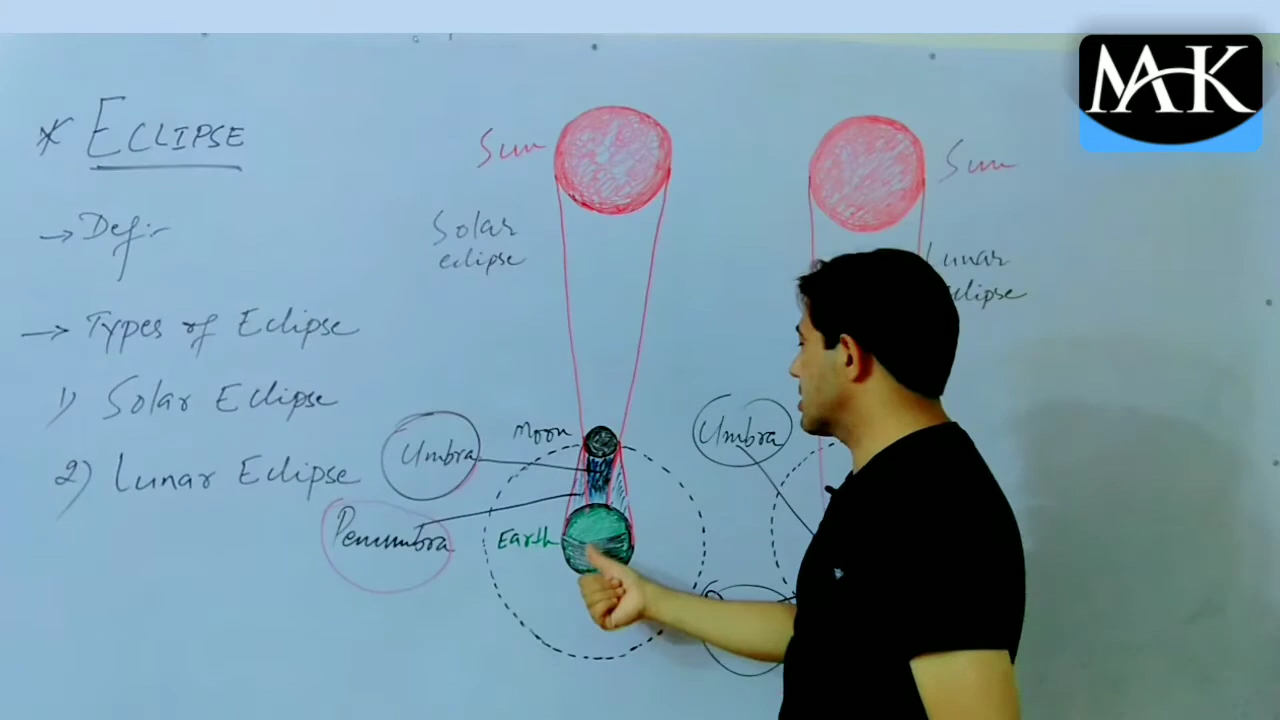 MAK
* ECLIPSE
→ Defi:-
→ Types of Eclipse
1) Solar Eclipse
2) Lunar Eclipse
Sun
Solar
eclipse
Moon
Umbra
Penumbra
Earth
Sun
Lunar
eclipse
Umbra